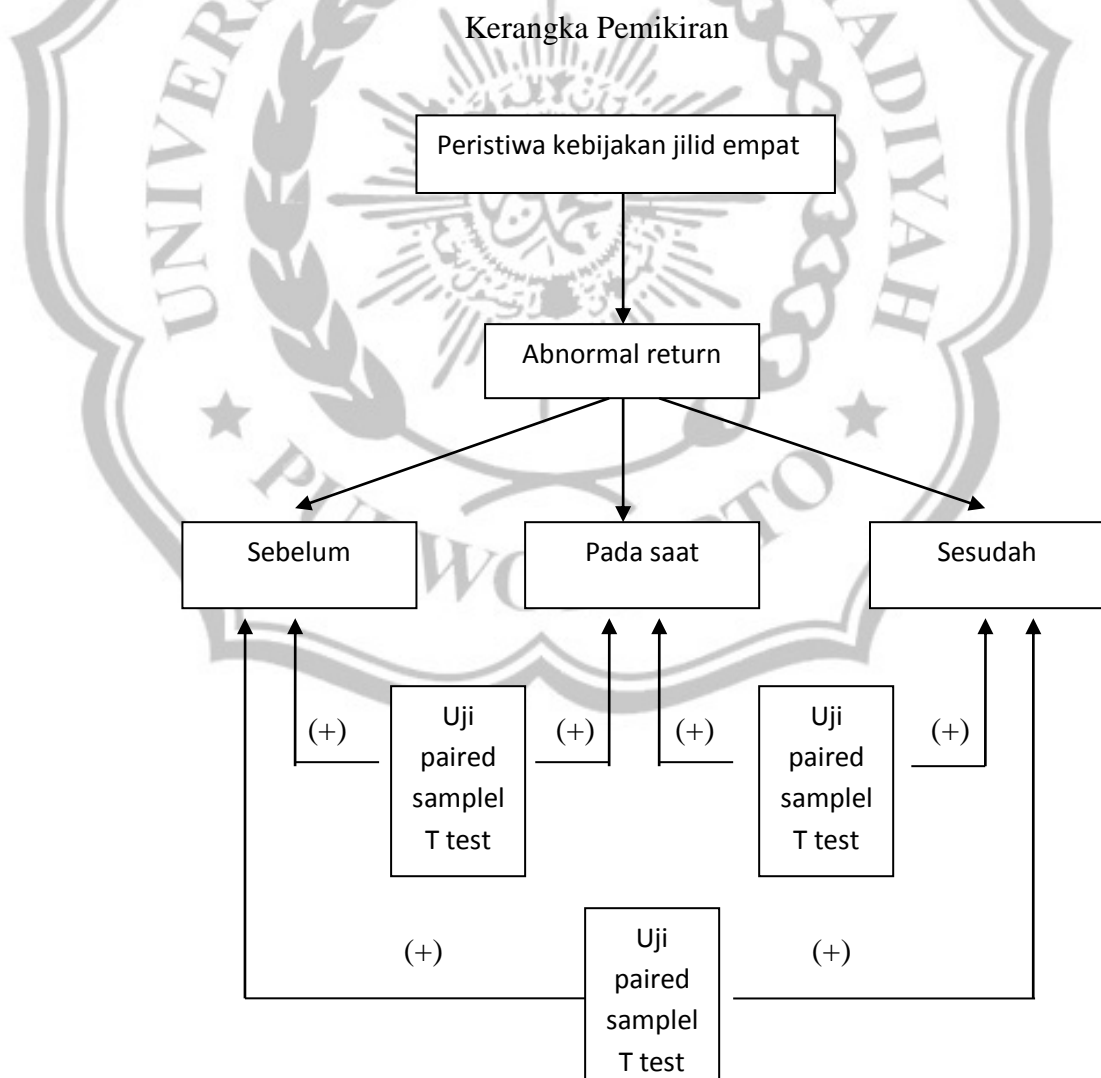 Kerangka Pemikiran
Peristiwa kebijakan jilid empat
Abnormal return
Sebelum
Pada saat
Sesudah
(+)
Uji
paired
samplel
T test
(+)
(+)
Uji
paired
samplel
T test
(+)
(+)
Uji
paired
samplel
T test
(+)